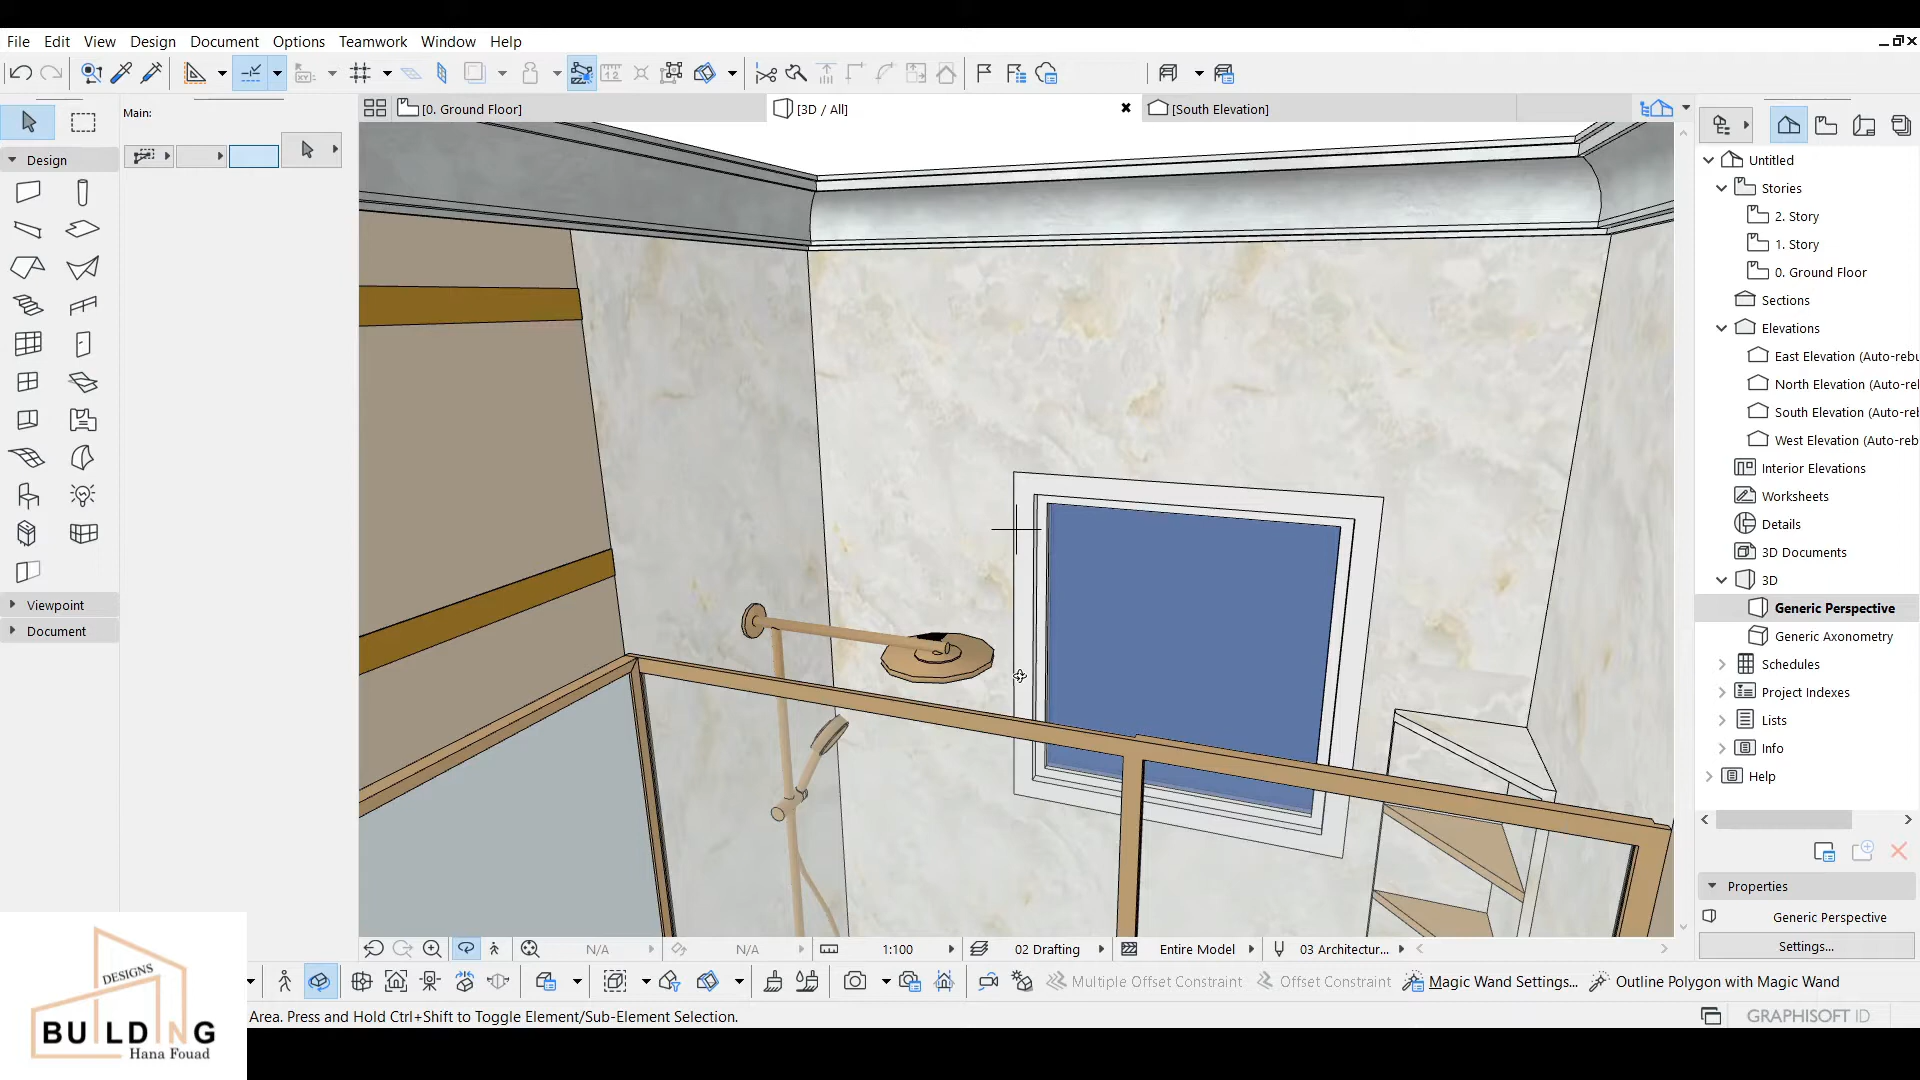 File Edit View Design Document Options Teamwork Window Help
[0. Ground Floor]
[3D / All]
[South Elevation]
Main:
Design
Viewpoint
Document
Untitled
Stories
2. Story
1. Story
0. Ground Floor
Sections
Elevations
East Elevation (Auto-rebu
North Elevation (Auto-rel
South Elevation (Auto-rel
West Elevation (Auto-rel
Interior Elevations
Worksheets
Details
3D Documents
3D
Generic Perspective
Generic Axonometry
Schedules
Project Indexes
Lists
Info
Help
Properties
Generic Perspective
Settings...
N/A N/A 1:100 02 Drafting Entire Model 03 Architectur...
Multiple Offset Constraint Offset Constraint Magic Wand Settings... Outline Polygon with Magic Wand
Area. Press and Hold Ctrl+Shift to Toggle Element/Sub-Element Selection.
GRAPHISOFT ID
DESIGNS
BUILDING
Hana Fouad